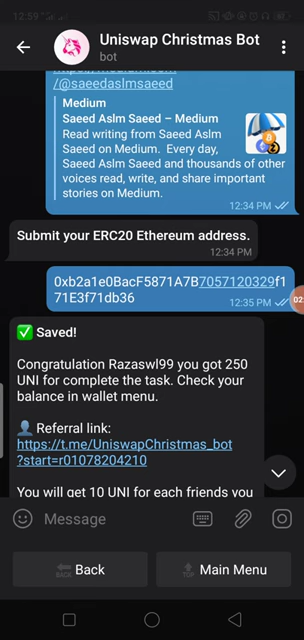 12:59
Uniswap Christmas Bot
bot
/@saeedaslmsaeed
Medium
Saeed Aslm Saeed – Medium
Read writing from Saeed Aslm
Saeed on Medium. Every day,
Saeed Aslm Saeed and thousands of other
voices read, write, and share important
stories on Medium.
12:34 PM
Submit your ERC20 Ethereum address.
12:34 PM
0xb2a1e0BacF5871A7B7057120329f1
71E3f71db36
12:35 PM
02:
Saved!
Congratulation Razaswl99 you got 250
UNI for complete the task. Check your
balance in wallet menu.
Referral link:
https://t.me/UniswapChristmas_bot
?start=r01078204210
You will get 10 UNI for each friends you
Message
BACK Back
TOP Main Menu